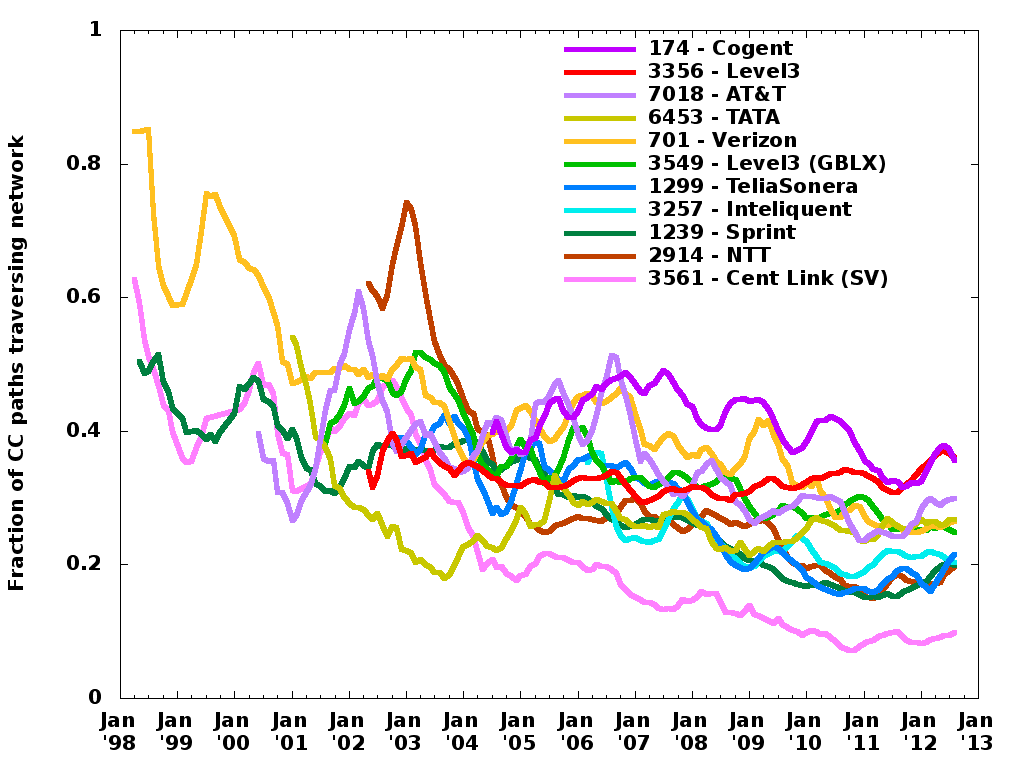 Fraction of CC paths traversing network
1
0.8
0.6
0.4
0.2
0
174 - Cogent
3356 - Level3
7018 - AT&T
6453 - TATA
701 - Verizon
3549 - Level3 (GBLX)
1299 - TeliaSonera
3257 - Inteliquent
1239 - Sprint
2914 - NTT
3561 - Cent Link (SV)
Jan Jan Jan Jan Jan Jan Jan Jan Jan Jan Jan Jan Jan Jan Jan Jan
'98 '99 '00 '01 '02 '03 '04 '05 '06 '07 '08 '09 '10 '11 '12 '13